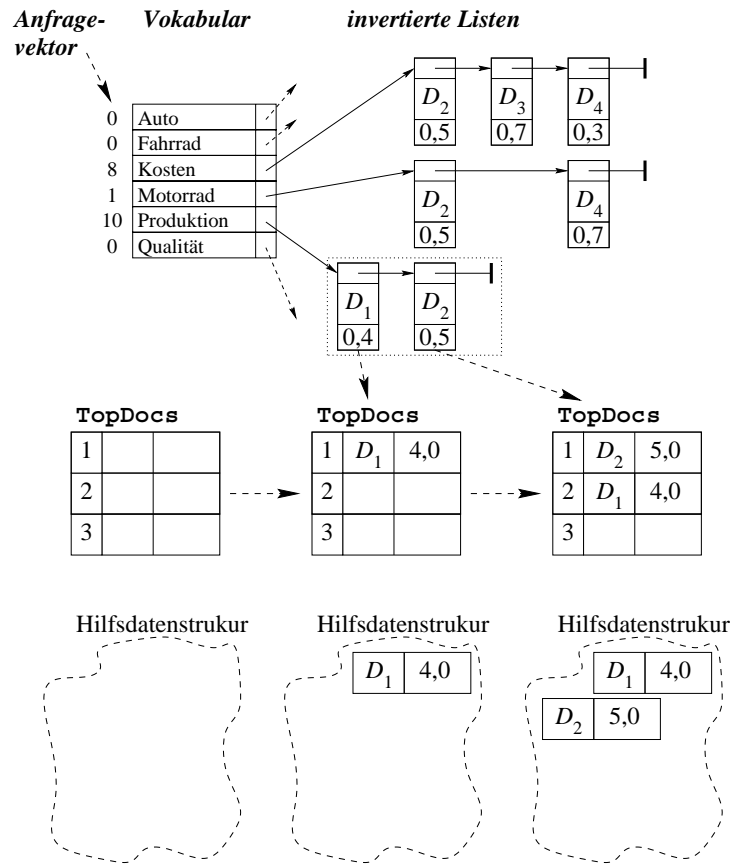 Anfrage-
vektor
Vokabular
invertierte Listen
0 Auto
0 Fahrrad
8 Kosten
1 Motorrad
10 Produktion
0 Qualität
D2 D3 D4
0,5 0,7 0,3
D2 D4
0,5 0,7
D1 D2
0,4 0,5
TopDocs
1
2
3
TopDocs
1 D1 4,0
2
3
TopDocs
1 D2 5,0
2 D1 4,0
3
Hilfsdatenstrukur
Hilfsdatenstrukur
D1 4,0
Hilfsdatenstrukur
D1 4,0
D2 5,0